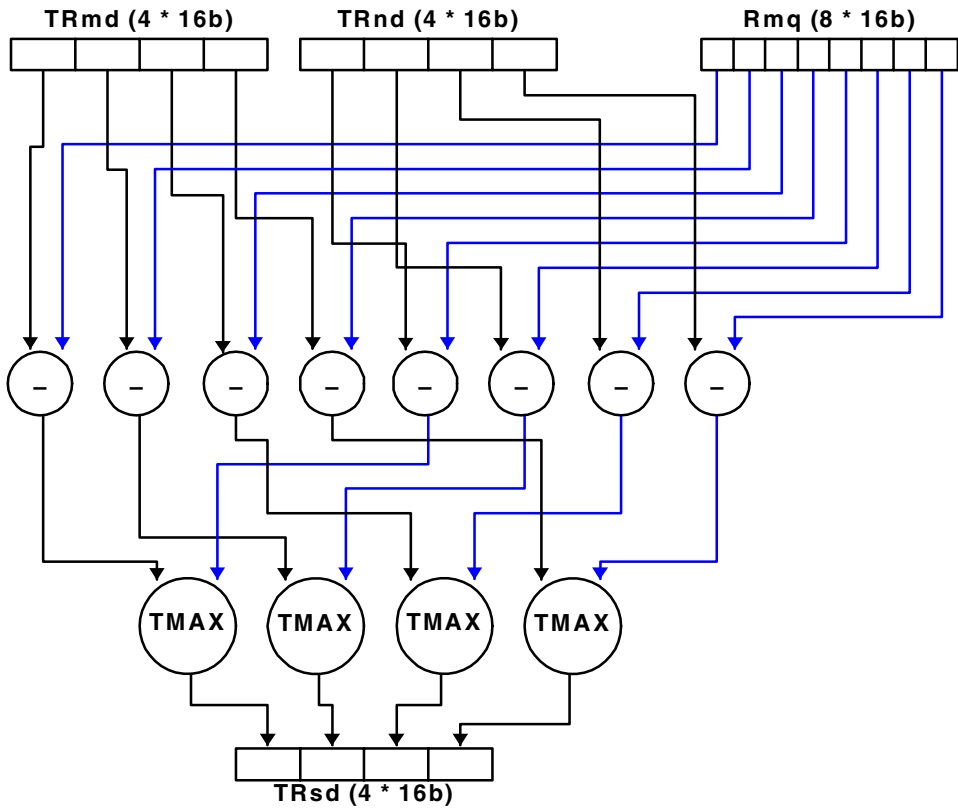 TRmd (4 * 16b)
TRnd (4 * 16b)
Rmq (8 * 16b)
– – – – – – – –
TMAX TMAX TMAX TMAX
TRsd (4 * 16b)